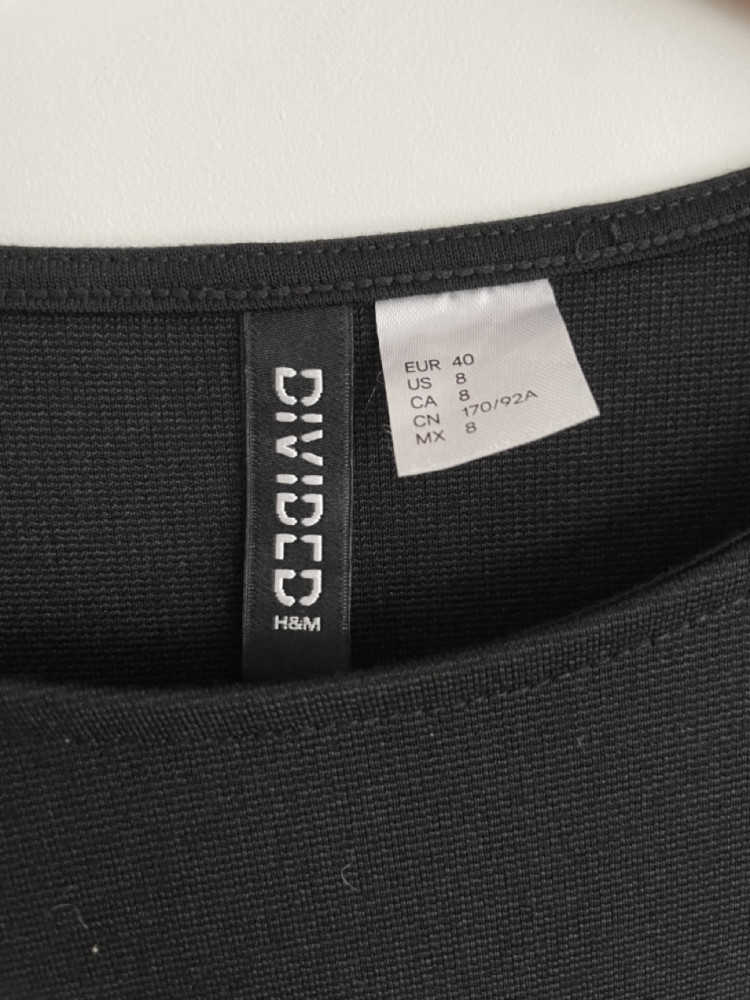 DIVIDED
H&M
EUR 40
US 8
CA 8
CN 170/92A
MX 8